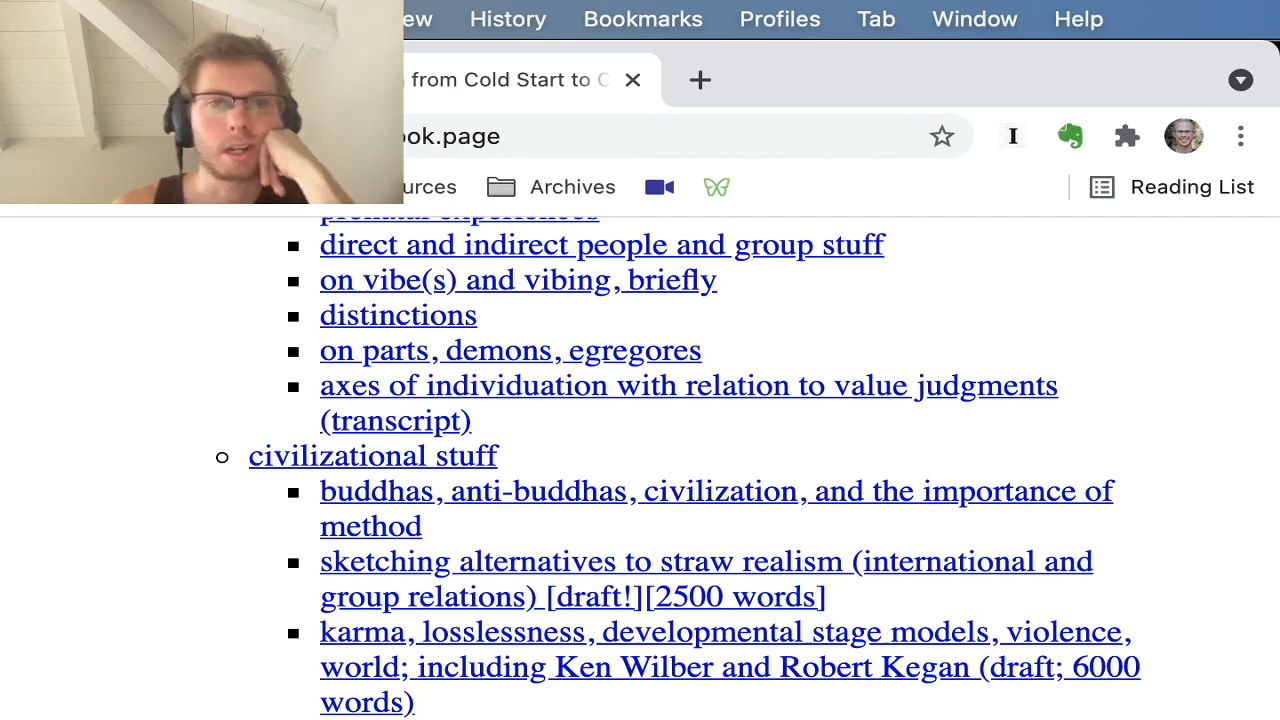 ew History Bookmarks Profiles Tab Window Help
from Cold Start to C
ook.page
urces Archives Reading List
prenatal experiences
direct and indirect people and group stuff
on vibe(s) and vibing, briefly
distinctions
on parts, demons, egregores
axes of individuation with relation to value judgments
(transcript)
civilizational stuff
buddhas, anti-buddhas, civilization, and the importance of
method
sketching alternatives to straw realism (international and
group relations) [draft!][2500 words]
karma, losslessness, developmental stage models, violence,
world; including Ken Wilber and Robert Kegan (draft; 6000
words)